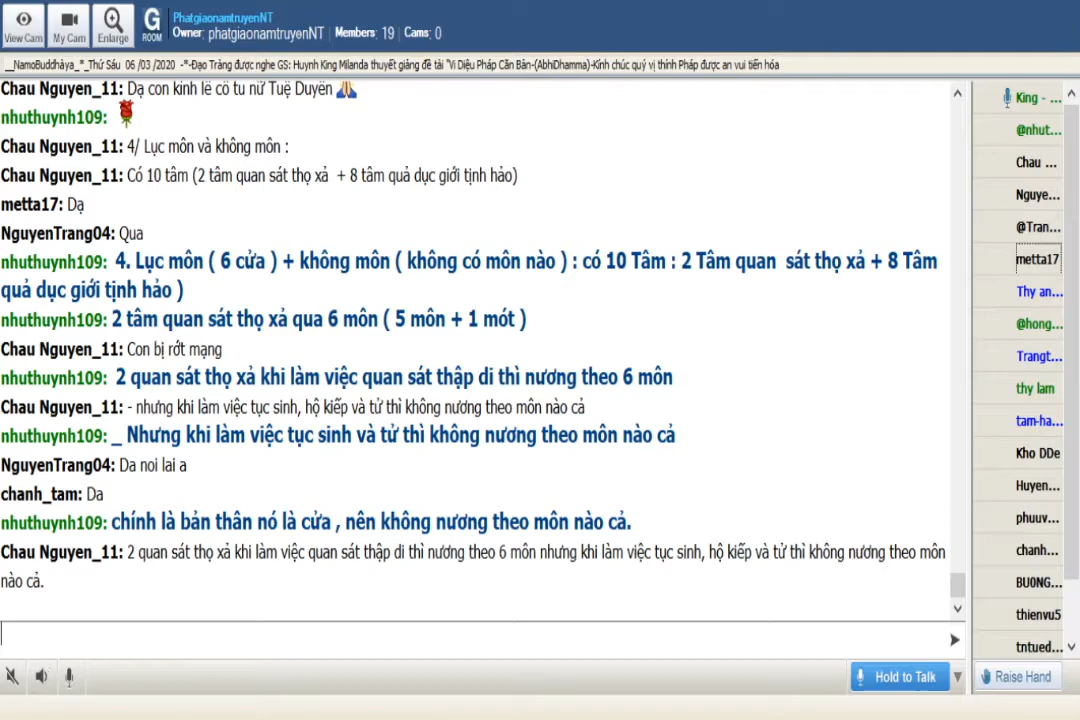 View Cam
My Cam
Enlarge
G
ROOM
PhatgiaonamtruyenNT
Owner: phatgiaonamtruyenNT | Members: 19 | Cams: 0
__NamoBuddhàya_*_Thứ Sáu 06 /03 /2020 -*-Đạo Tràng được nghe GS: Huynh King Milanda thuyết giảng đề tài "Vi Diệu Pháp Căn Bản-(AbhiDhamma)-Kính chúc quý vị thính Pháp được an vui tiến hóa
Chau Nguyen_11: Dạ con kinh lê cô tu nữ Tuệ Duyên 🙏
nhuthuynh109: 🌹
Chau Nguyen_11: 4/ Lục môn và không môn :
Chau Nguyen_11: Có 10 tâm (2 tâm quan sát thọ xả + 8 tâm quả dục giới tịnh hảo)
metta17: Dạ
NguyenTrang04: Qua
nhuthuynh109: 4. Lục môn ( 6 cửa ) + không môn ( không có môn nào ) : có 10 Tâm : 2 Tâm quan sát thọ xả + 8 Tâm
quả dục giới tịnh hảo )
nhuthuynh109: 2 tâm quan sát thọ xả qua 6 môn ( 5 môn + 1 mót )
Chau Nguyen_11: Con bị rớt mạng
nhuthuynh109: 2 quan sát thọ xả khi làm việc quan sát thập di thì nương theo 6 môn
Chau Nguyen_11: - nhưng khi làm việc tục sinh, hộ kiếp và tử thì không nương theo môn nào cả
nhuthuynh109: _ Nhưng khi làm việc tục sinh và tử thì không nương theo môn nào cả
NguyenTrang04: Da noi lai a
chanh_tam: Da
nhuthuynh109: chính là bản thân nó là cửa , nên không nương theo môn nào cả.
Chau Nguyen_11: 2 quan sát thọ xả khi làm việc quan sát thập di thì nương theo 6 môn nhưng khi làm việc tục sinh, hộ kiếp và tử thì không nương theo môn
nào cả.
King - ...
@nhut...
Chau ...
Nguye...
@Tran...
metta17
Thy an...
@hong...
Trangt...
thy lam
tam-ha...
Kho DDe
Huyen...
phuuv...
chanh...
BU0NG...
thienvu5
tntued...
Hold to Talk
Raise Hand